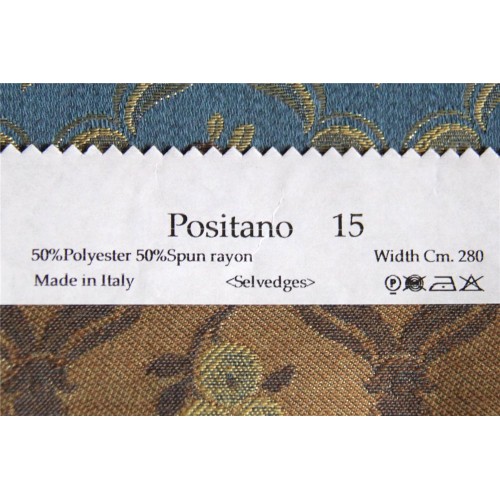 Positano 15
50%Polyester 50%Spun rayon Width Cm. 280
Made in Italy <Selvedges> P